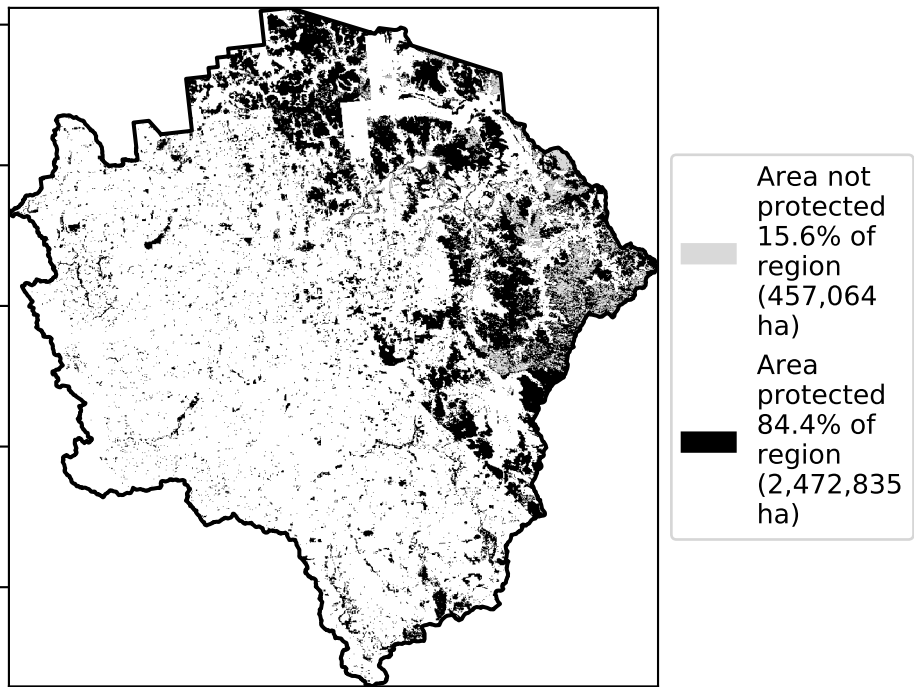 Area not
protected
15.6% of
region
(457,064
ha)
Area
protected
84.4% of
region
(2,472,835
ha)